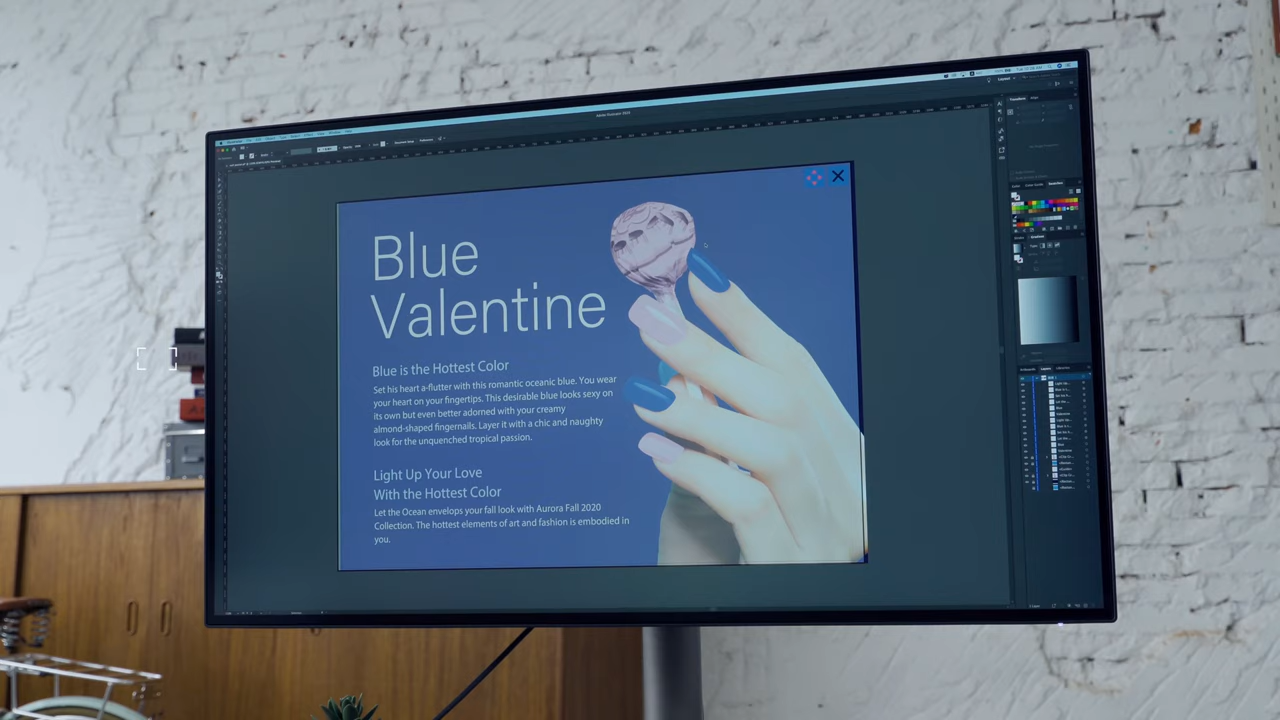 Adobe Illustrator 2020
Blue
Valentine
Blue is the Hottest Color
Set his heart a-flutter with this romantic oceanic blue. You wear
your heart on your fingertips. This desirable blue looks sexy on
its own but even better adorned with your creamy
almond-shaped fingernails. Layer it with a chic and naughty
look for the unquenched tropical passion.
Light Up Your Love
With the Hottest Color
Let the Ocean envelops your fall look with Aurora Fall 2020
Collection. The hottest elements of art and fashion is embodied in
you.